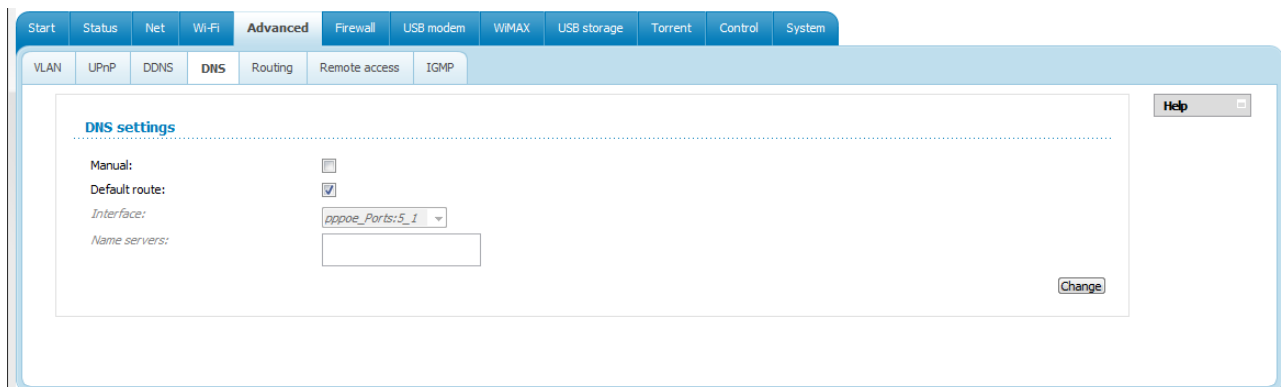 Start Status Net Wi-Fi Advanced Firewall USB modem WiMAX USB storage Torrent Control System
VLAN UPnP DDNS DNS Routing Remote access IGMP
Help
DNS settings
Manual:
Default route:
Interface: pppoe_Ports:5_1
Name servers:
Change